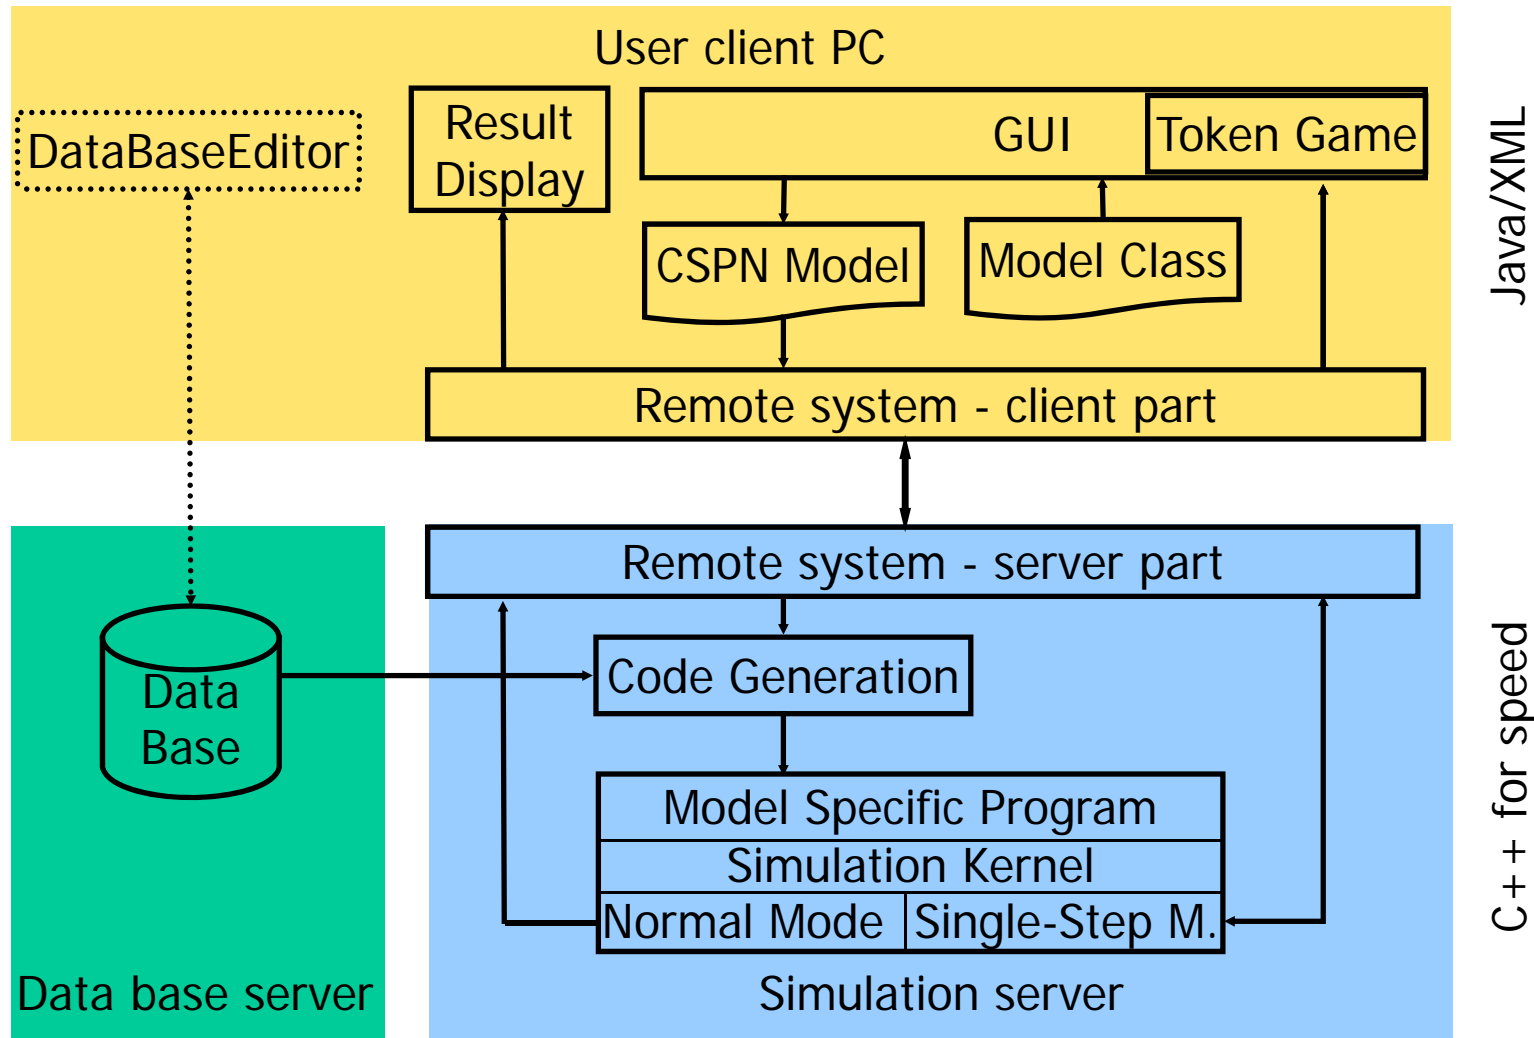 User client PC
DataBaseEditor
Result
Display
GUI
Token Game
CSPN Model
Model Class
Remote system - client part
Java/XML
Remote system - server part
Code Generation
Data
Base
Model Specific Program
Simulation Kernel
Normal Mode
Single-Step M.
Data base server
Simulation server
C++ for speed